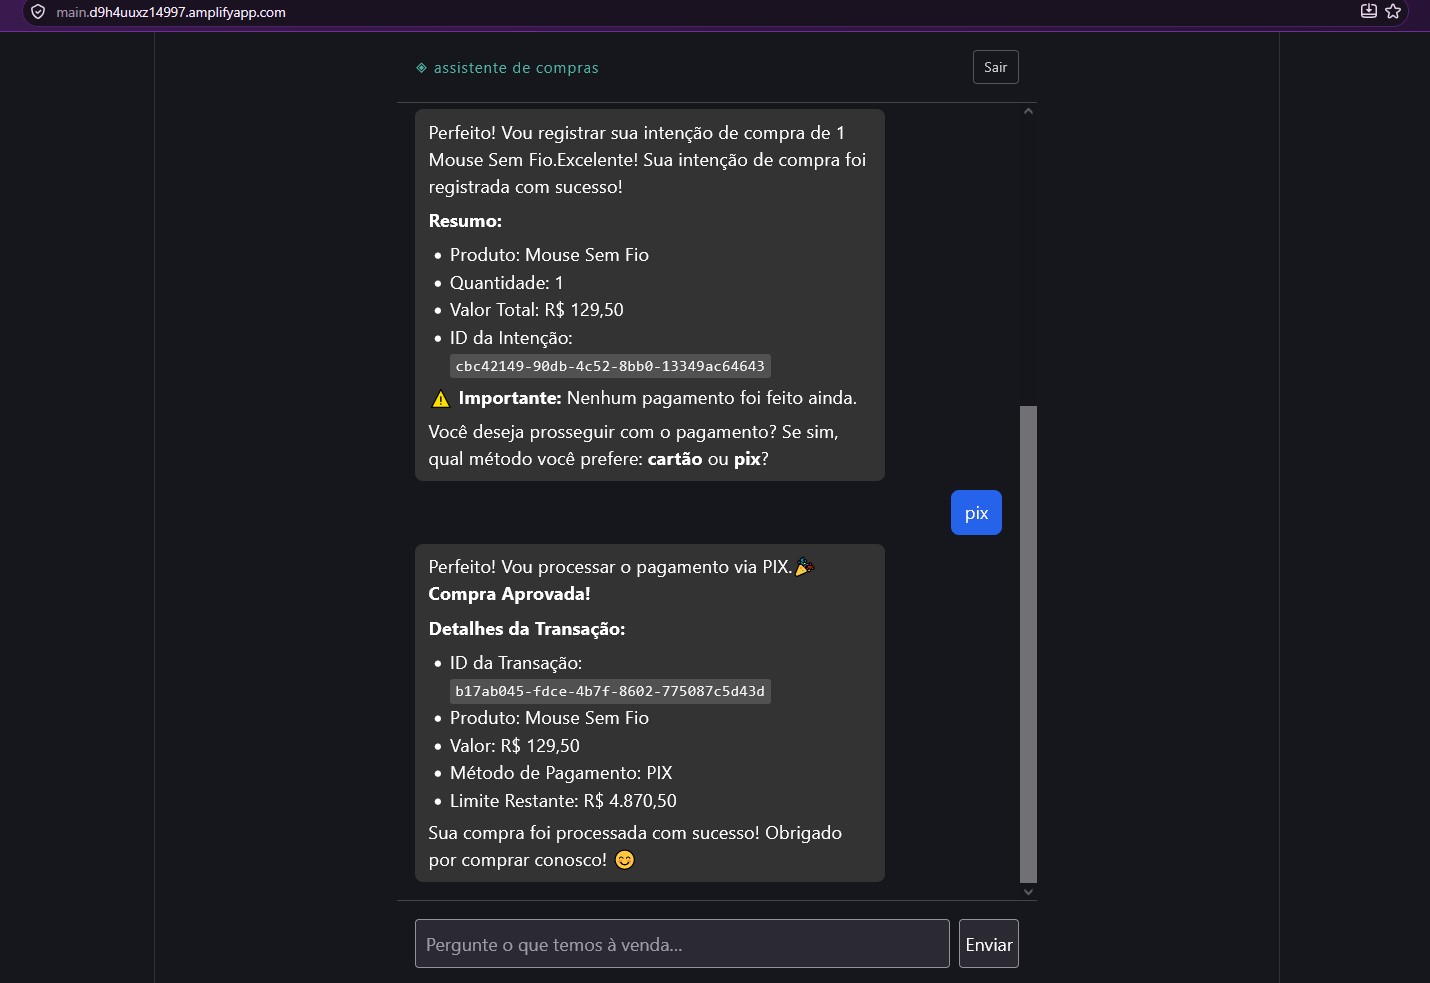 main.d9h4uuxz14997.amplifyapp.com
assistente de compras
Sair
Perfeito! Vou registrar sua intenção de compra de 1
Mouse Sem Fio.Excelente! Sua intenção de compra foi
registrada com sucesso!
Resumo:
• Produto: Mouse Sem Fio
• Quantidade: 1
• Valor Total: R$ 129,50
• ID da Intenção:
cbc42149-90db-4c52-8bb0-13349ac64643
⚠️ Importante: Nenhum pagamento foi feito ainda.
Você deseja prosseguir com o pagamento? Se sim,
qual método você prefere: cartão ou pix?
pix
Perfeito! Vou processar o pagamento via PIX.🎉
Compra Aprovada!
Detalhes da Transação:
• ID da Transação:
b17ab045-fdce-4b7f-8602-775087c5d43d
• Produto: Mouse Sem Fio
• Valor: R$ 129,50
• Método de Pagamento: PIX
• Limite Restante: R$ 4.870,50
Sua compra foi processada com sucesso! Obrigado
por comprar conosco! 😊
Pergunte o que temos à venda...
Enviar